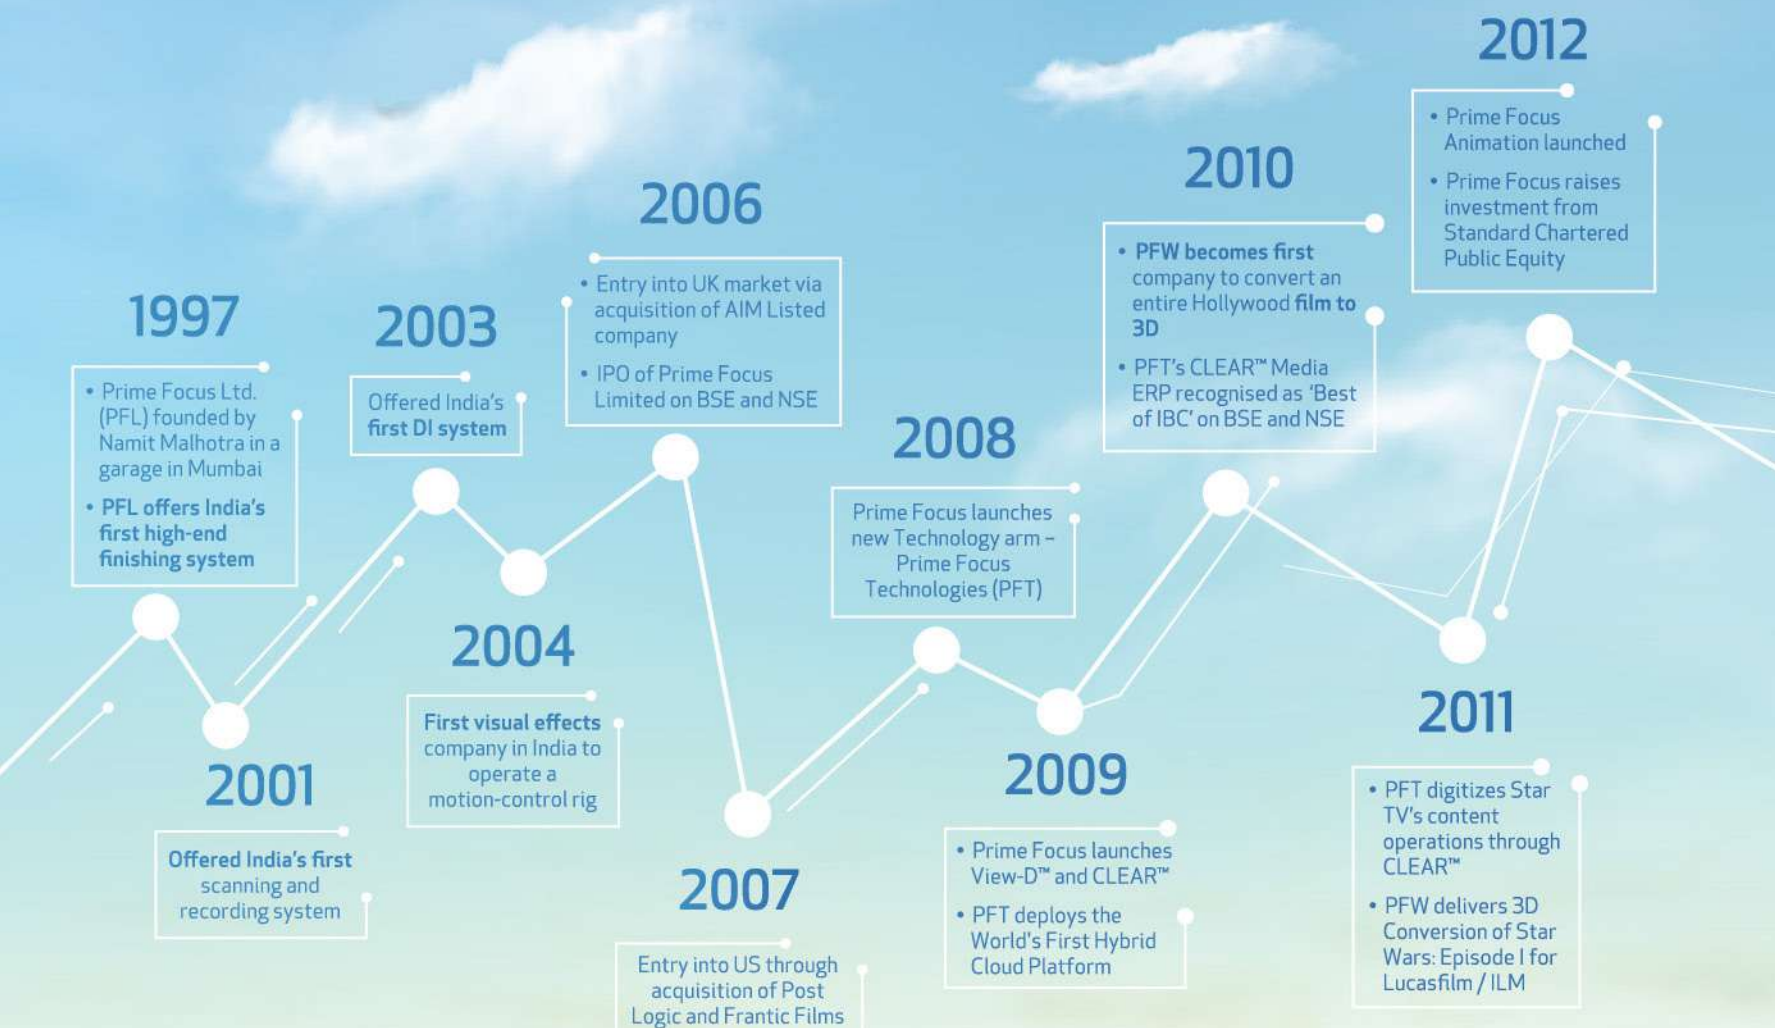 1997
• Prime Focus Ltd.
(PFL) founded by
Namit Malhotra in a
garage in Mumbai
• PFL offers India's
first high-end
finishing system
2001
Offered India's first
scanning and
recording system
2003
Offered India's
first DI system
2004
First visual effects
company in India to
operate a
motion-control rig
2006
• Entry into UK market via
acquisition of AIM Listed
company
• IPO of Prime Focus
Limited on BSE and NSE
2007
Entry into US through
acquisition of Post
Logic and Frantic Films
2008
Prime Focus launches
new Technology arm –
Prime Focus
Technologies (PFT)
2009
• Prime Focus launches
View-D™ and CLEAR™
• PFT deploys the
World's First Hybrid
Cloud Platform
2010
• PFW becomes first
company to convert an
entire Hollywood film to
3D
• PFT's CLEAR™ Media
ERP recognised as ‘Best
of IBC’ on BSE and NSE
2011
• PFT digitizes Star
TV's content
operations through
CLEAR™
• PFW delivers 3D
Conversion of Star
Wars: Episode I for
Lucasfilm / ILM
2012
• Prime Focus
Animation launched
• Prime Focus raises
investment from
Standard Chartered
Public Equity